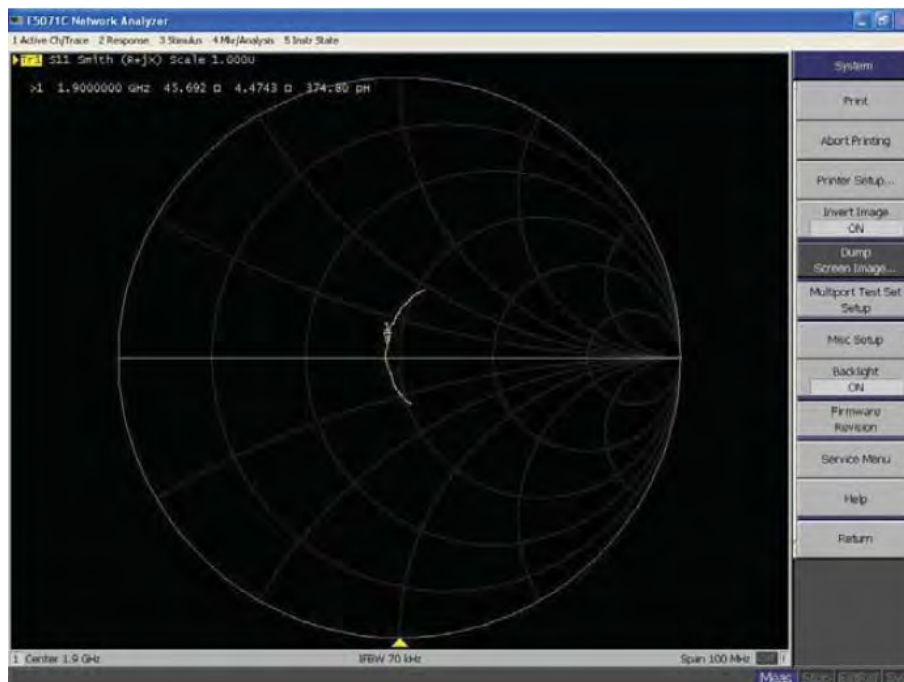 E5071C Network Analyzer
1 Active Ch/Trace 2 Response 3 Stimulus 4 Mkr/Analysis 5 Instr State
Tr1 S11 Smith (R+jX) Scale 1.000U
>1 1.9000000 GHz 45.692 Ω 4.4743 Ω 374.80 pH
System
Print
Abort Printing
Printer Setup...
Invert Image
ON
Dump
Screen Image...
Multiport Test Set
Setup
Misc Setup
Backlight
ON
Firmware
Revision
Service Menu
Help
Return
1 Center 1.9 GHz
IFBW 70 kHz
Span 100 MHz
Meas